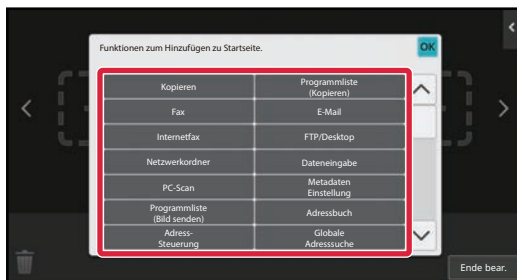 Funktionen zum Hinzufügen zu Startseite.
OK
Kopieren
Programmliste
(Kopieren)
Fax
E-Mail
Internetfax
FTP/Desktop
Netzwerkordner
Dateneingabe
PC-Scan
Metadaten
Einstellung
Programmliste
(Bild senden)
Adressbuch
Adress-
Steuerung
Globale
Adresssuche
Ende bear.